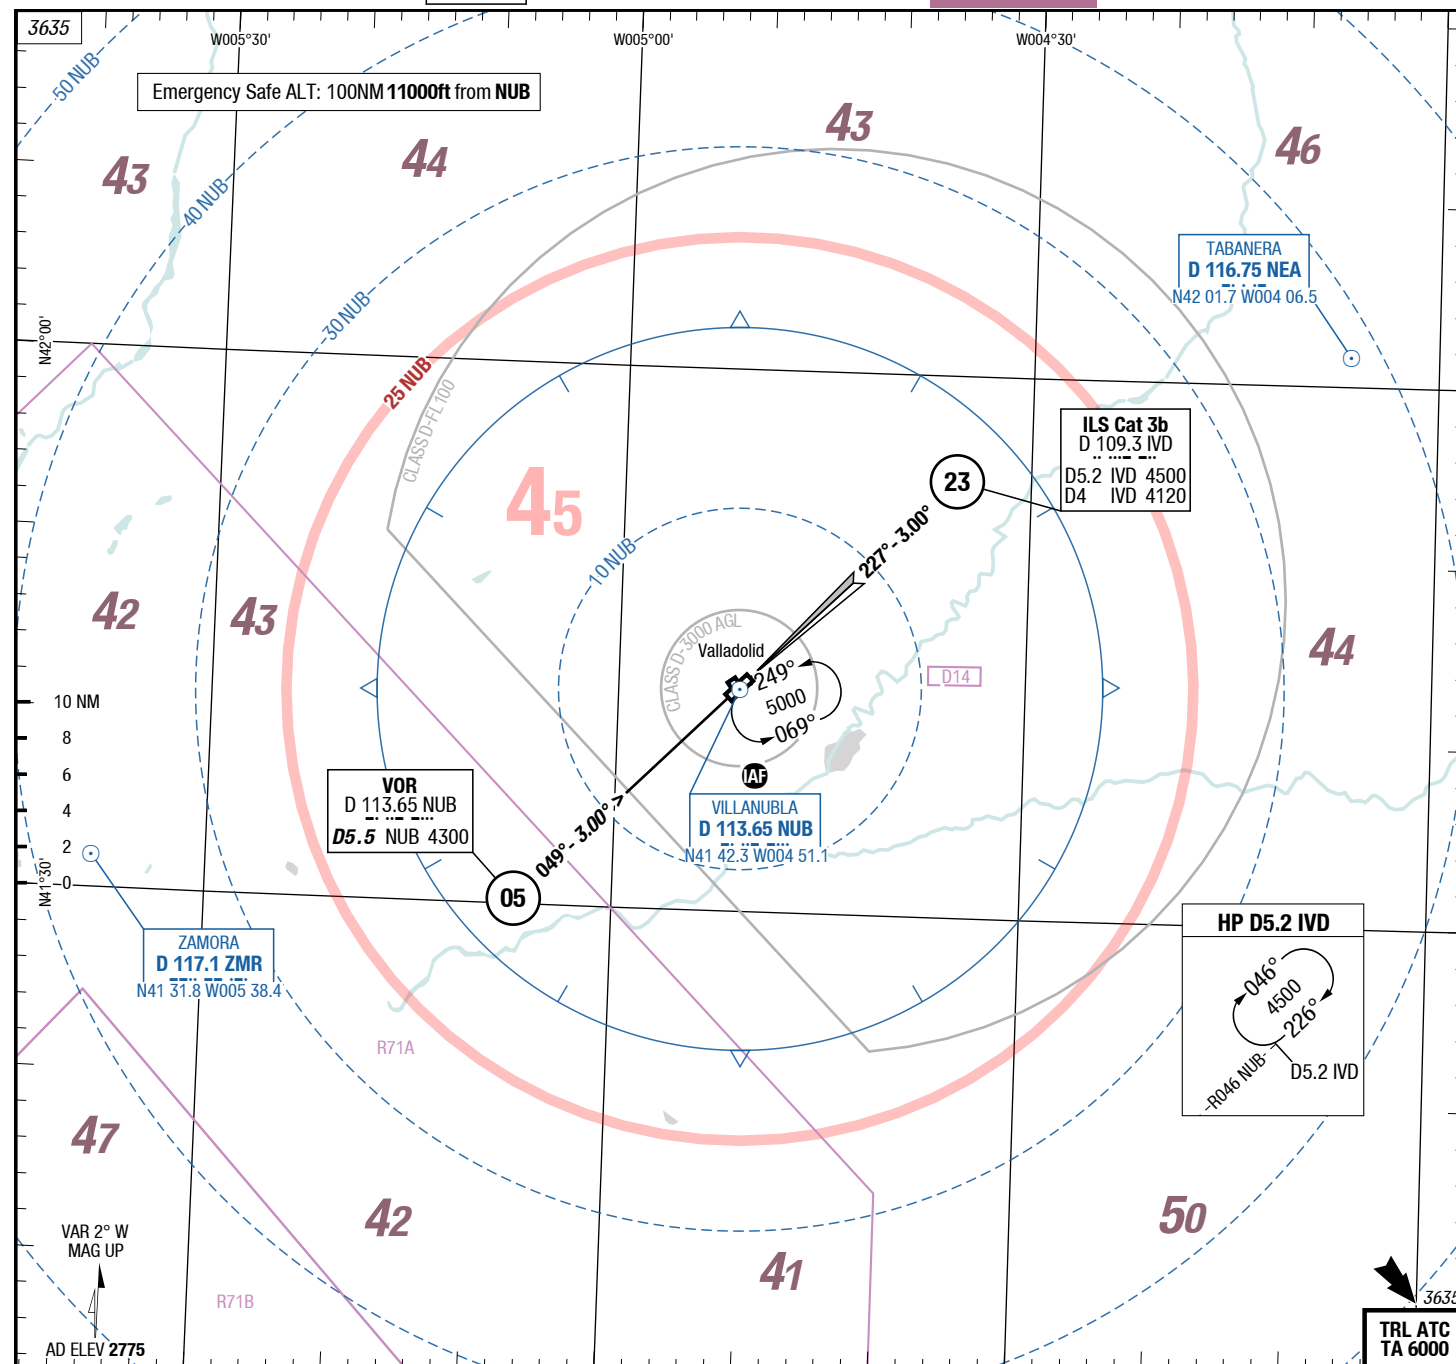 3635
W005°30'
W005°00'
W004°30'
50 NUB
Emergency Safe ALT: 100NM 11000ft from NUB
43
44
43
46
40 NUB
TABANERA
D 116.75 NEA
N42 01.7 W004 06.5
30 NUB
N42°00'
25 NUB
CLASS D-FL100
ILS Cat 3b
D 109.3 IVD
D5.2 IVD 4500
D4 IVD 4120
23
45
227°- 3.00°
10 NUB
42
43
44
CLASS D-3000 AGL
Valladolid
249°
5000
069°
D14
10 NM
8
6
4
2
0
N41°30'
IAF
VOR
D 113.65 NUB
D5.5 NUB 4300
049°- 3.00° >
05
VILLANUBLA
D 113.65 NUB
N41 42.3 W004 51.1
ZAMORA
D 117.1 ZMR
N41 31.8 W005 38.4
HP D5.2 IVD
046°
4500
226°
R046 NUB
D5.2 IVD
R71A
47
42
41
50
VAR 2° W
MAG UP
R71B
AD ELEV 2775
3635
TRL ATC
TA 6000